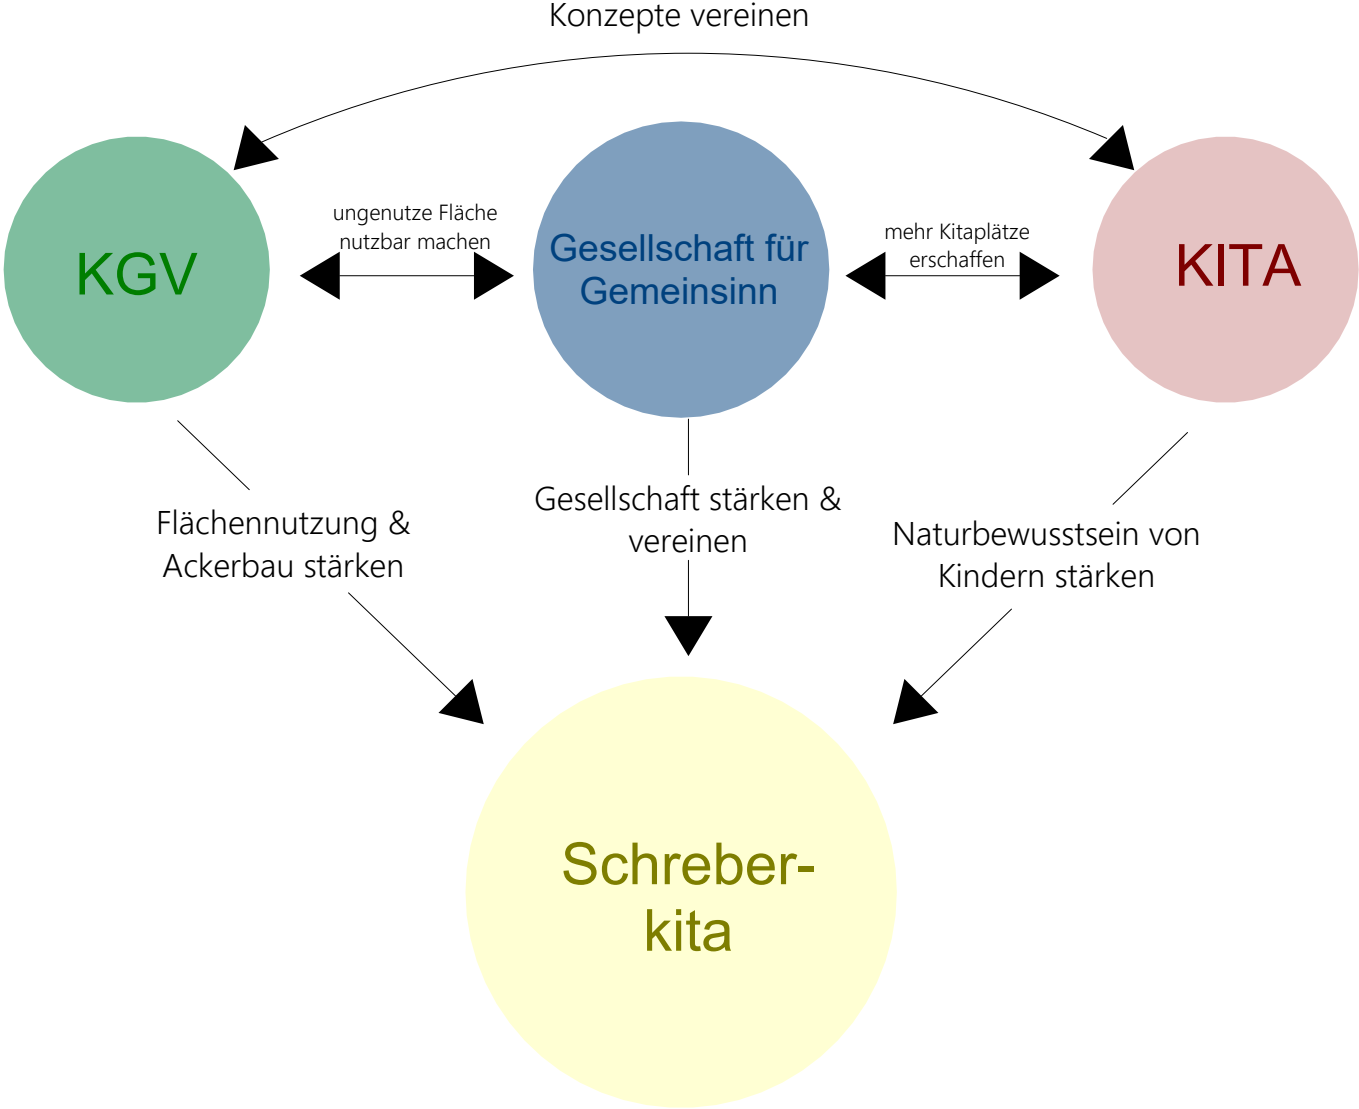 Konzepte vereinen
KGV
ungenutze Fläche
nutzbar machen
Gesellschaft für
Gemeinsinn
mehr Kitaplätze
erschaffen
KITA
Flächennutzung &
Ackerbau stärken
Gesellschaft stärken &
vereinen
Naturbewusstsein von
Kindern stärken
Schreber-
kita